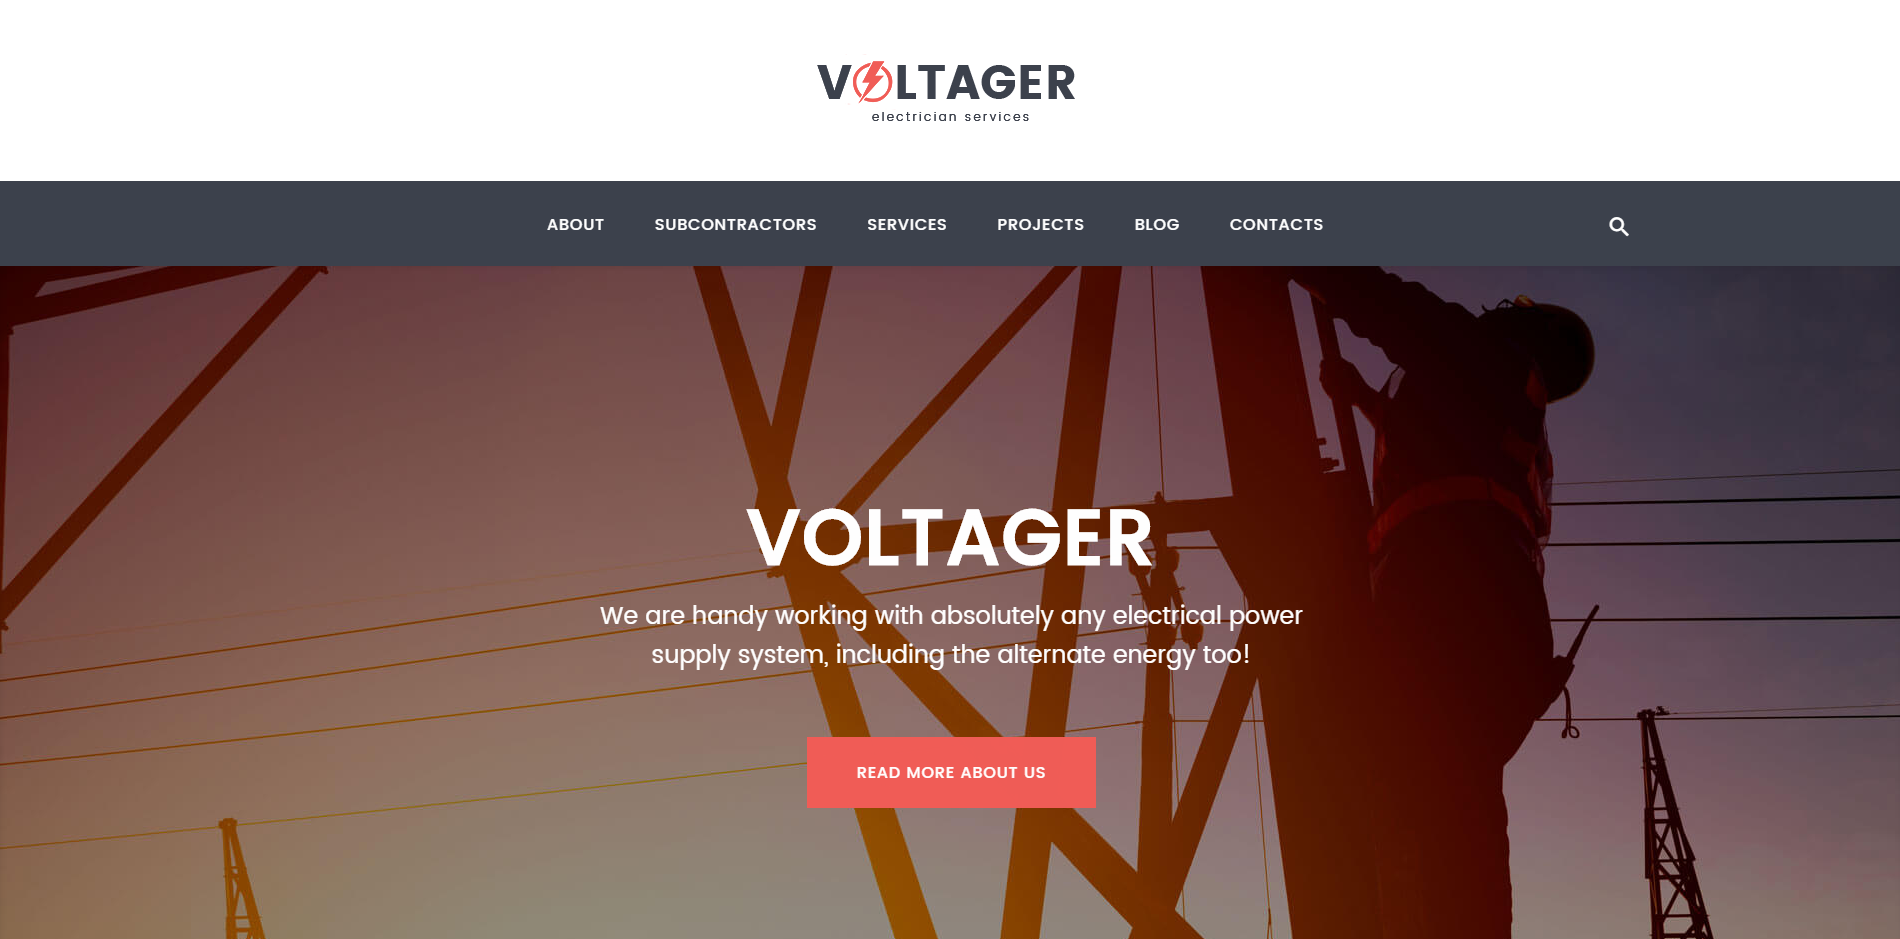 VOLTAGER
electrician services
ABOUT SUBCONTRACTORS SERVICES PROJECTS BLOG CONTACTS
VOLTAGER
We are handy working with absolutely any electrical power
supply system, including the alternate energy too!
READ MORE ABOUT US